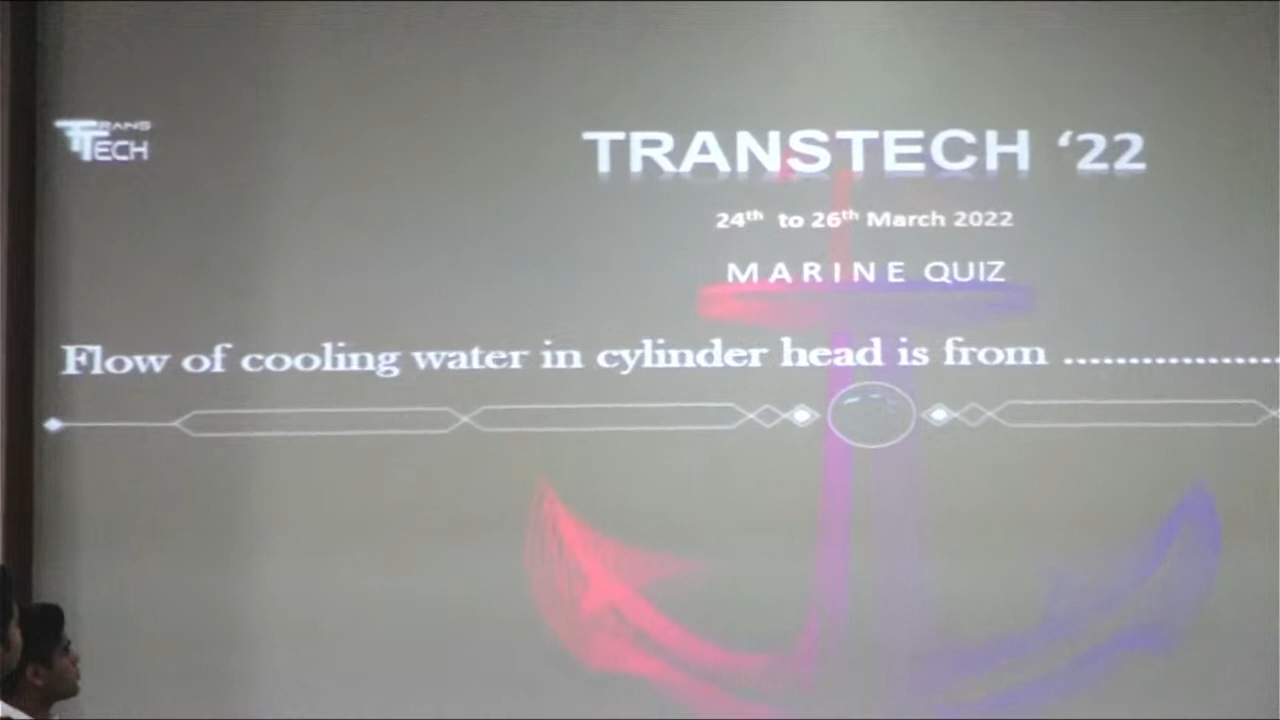 TRANS
TECH
TRANSTECH ‘22
24th to 26th March 2022
MARINE QUIZ
Flow of cooling water in cylinder head is from ....................